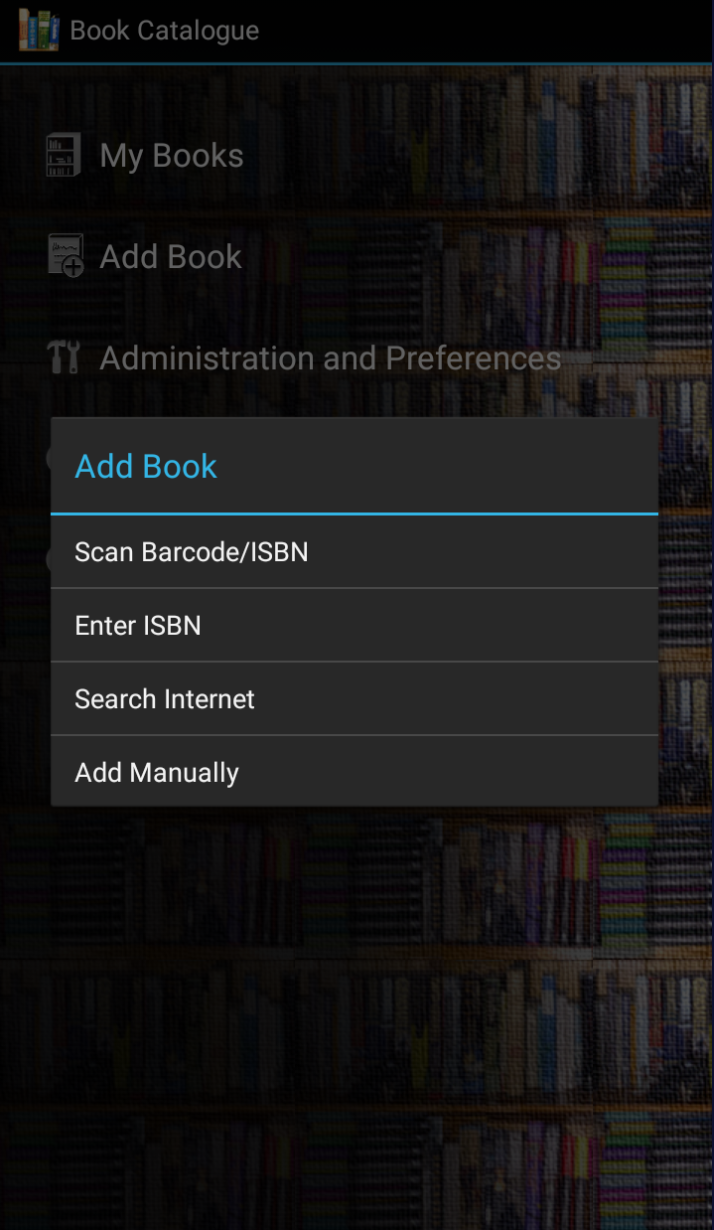 Book Catalogue
My Books
Add Book
Administration and Preferences
Add Book
Scan Barcode/ISBN
Enter ISBN
Search Internet
Add Manually